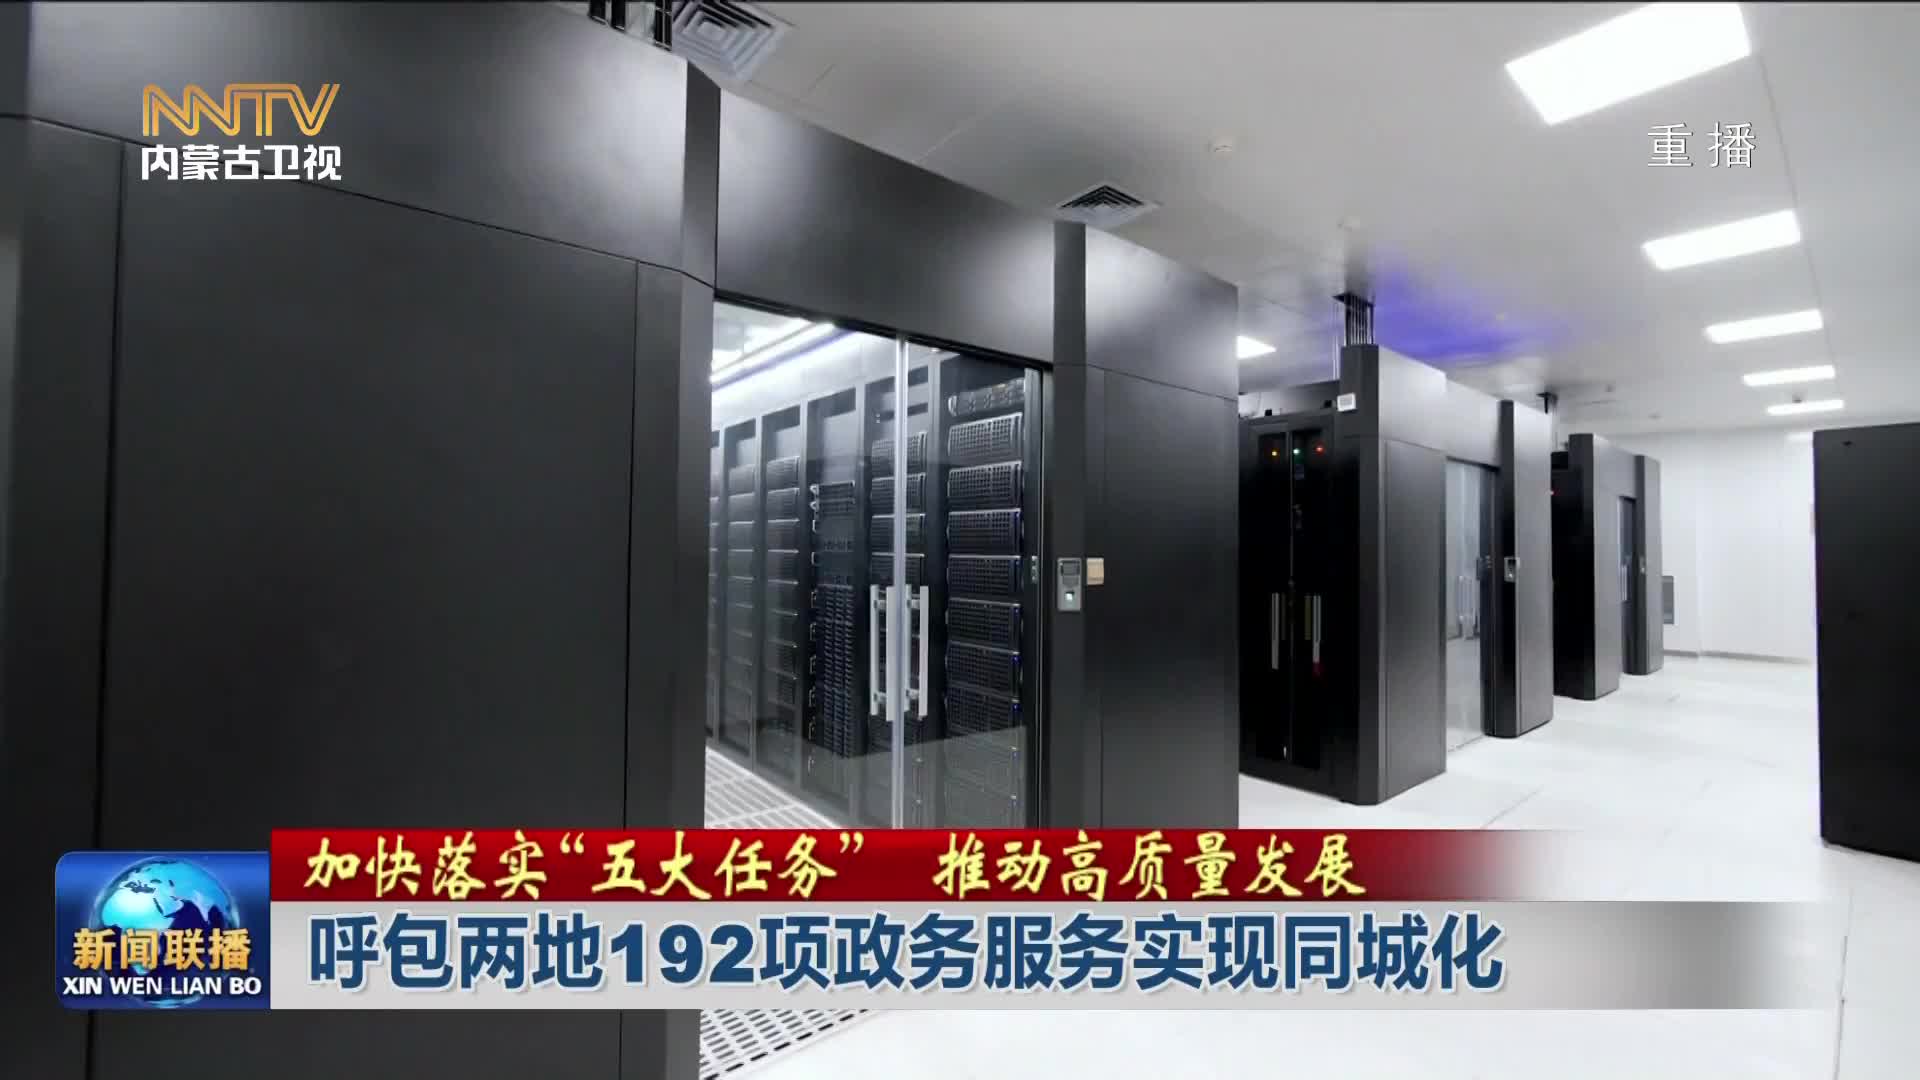 NNTV
内蒙古卫视
重播
加快落实“五大任务” 推动高质量发展
呼包两地192项政务服务实现同城化
新闻联播
XIN WEN LIAN BO